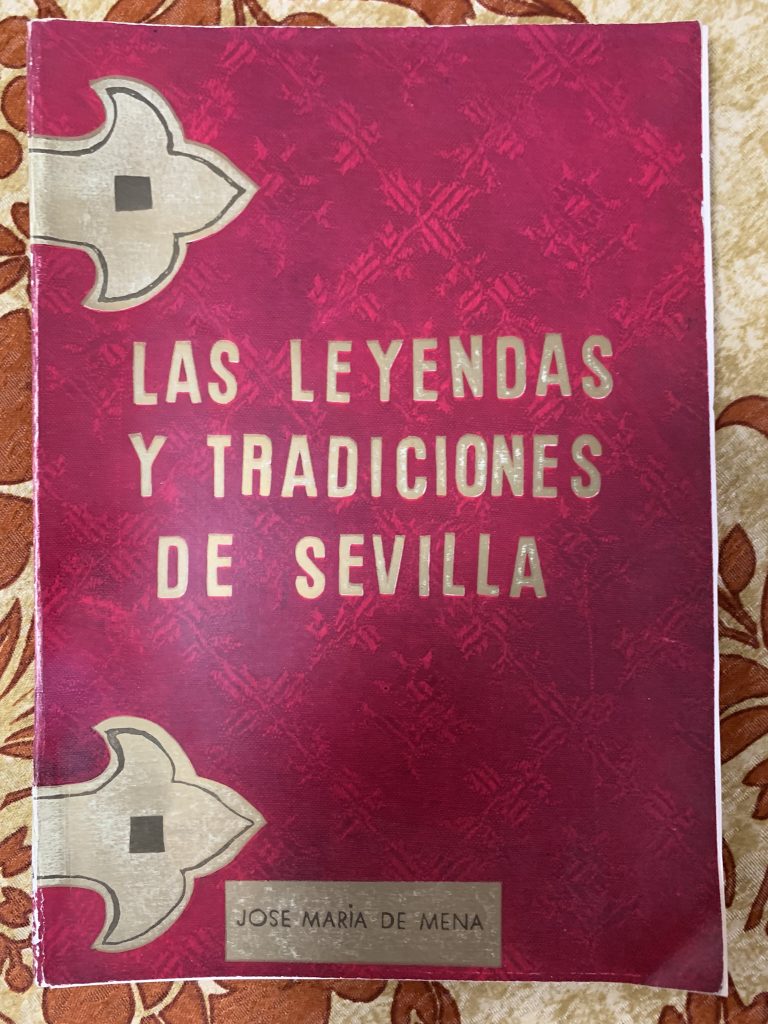 LAS LEYENDAS
Y TRADICIONES
DE SEVILLA
JOSE MARÍA DE MENA